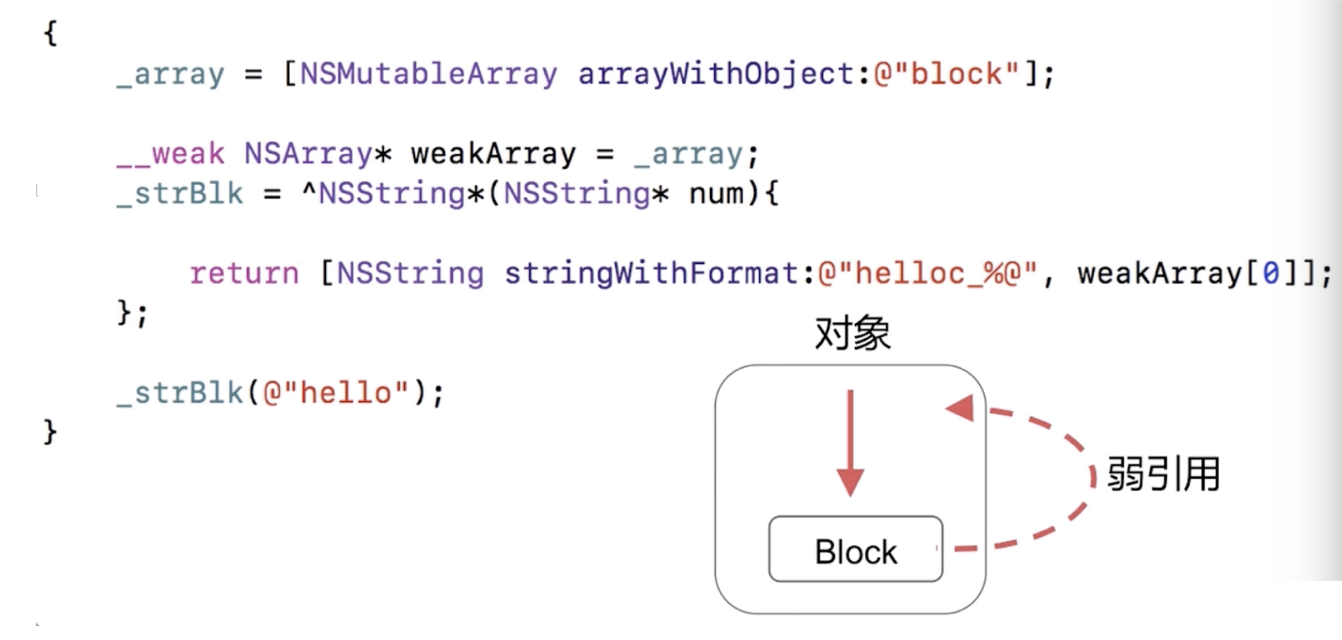 {
_array = [NSMutableArray arrayWithObject:@"block"];
__weak NSArray* weakArray = _array;
_strBlk = ^NSString*(NSString* num){
return [NSString stringWithFormat:@"helloc_%@", weakArray[0]];
};
_strBlk(@"hello");
}
对象
Block
弱引用